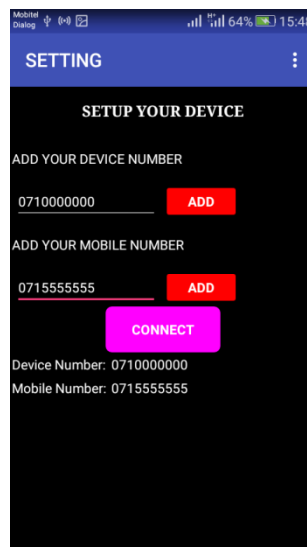 Mobitel
Dialog
H+
64%
15:48
SETTING
SETUP YOUR DEVICE
ADD YOUR DEVICE NUMBER
0710000000
ADD
ADD YOUR MOBILE NUMBER
0715555555
ADD
CONNECT
Device Number: 0710000000
Mobile Number: 0715555555